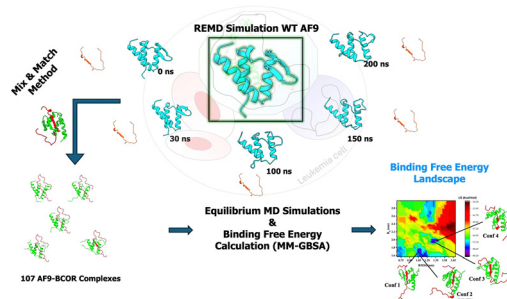 REMD Simulation WT AF9
0 ns
200 ns
Mix & Match
Method
30 ns
150 ns
100 ns
Leukemia cell
Binding Free Energy
Landscape
Equilibrium MD Simulations
&
Binding Free Energy
Calculation (MM-GBSA)
Conf 4
Conf 3
Conf 1
Conf 2
107 AF9-BCOR Complexes